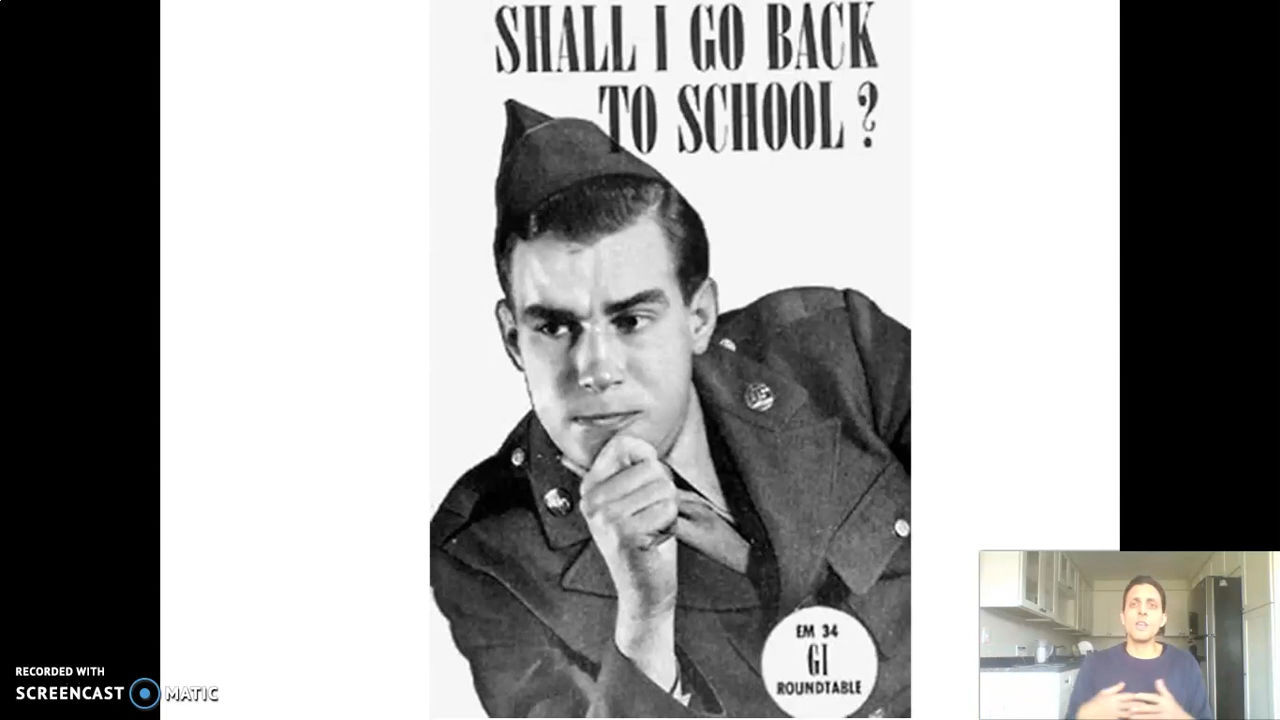 SHALL I GO BACK
TO SCHOOL?
EM 34
GI
ROUNDTABLE
RECORDED WITH
SCREENCAST MATIC